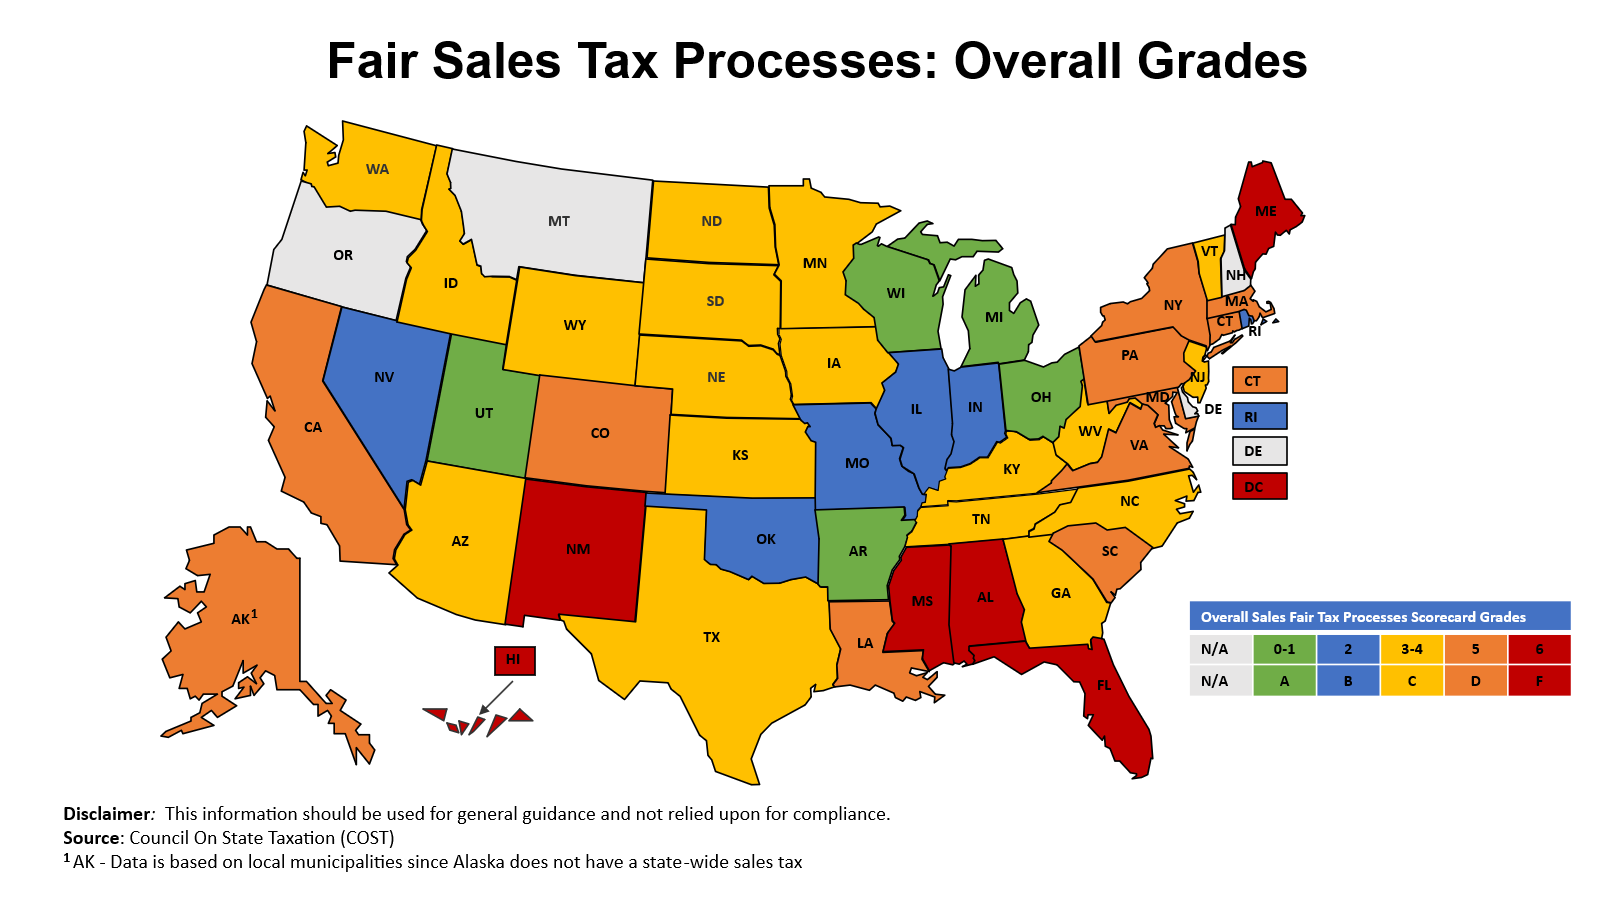 Fair Sales Tax Processes: Overall Grades
WA
MT
ND
MN
ME
OR
ID
WY
SD
WI
MI
VT
NH
NY
MA
CT
RI
NV
UT
CO
NE
IA
IL
IN
OH
PA
NJ
MD
DE
CA
KS
MO
KY
WV
VA
AZ
NM
OK
AR
TN
NC
SC
TX
LA
MS
AL
GA
FL
AK1
HI
CT
RI
DE
DC
Overall Sales Fair Tax Processes Scorecard Grades
N/A 0-1 2 3-4 5 6
N/A A B C D F
Disclaimer: This information should be used for general guidance and not relied upon for compliance.
Source: Council On State Taxation (COST)
1 AK - Data is based on local municipalities since Alaska does not have a state-wide sales tax